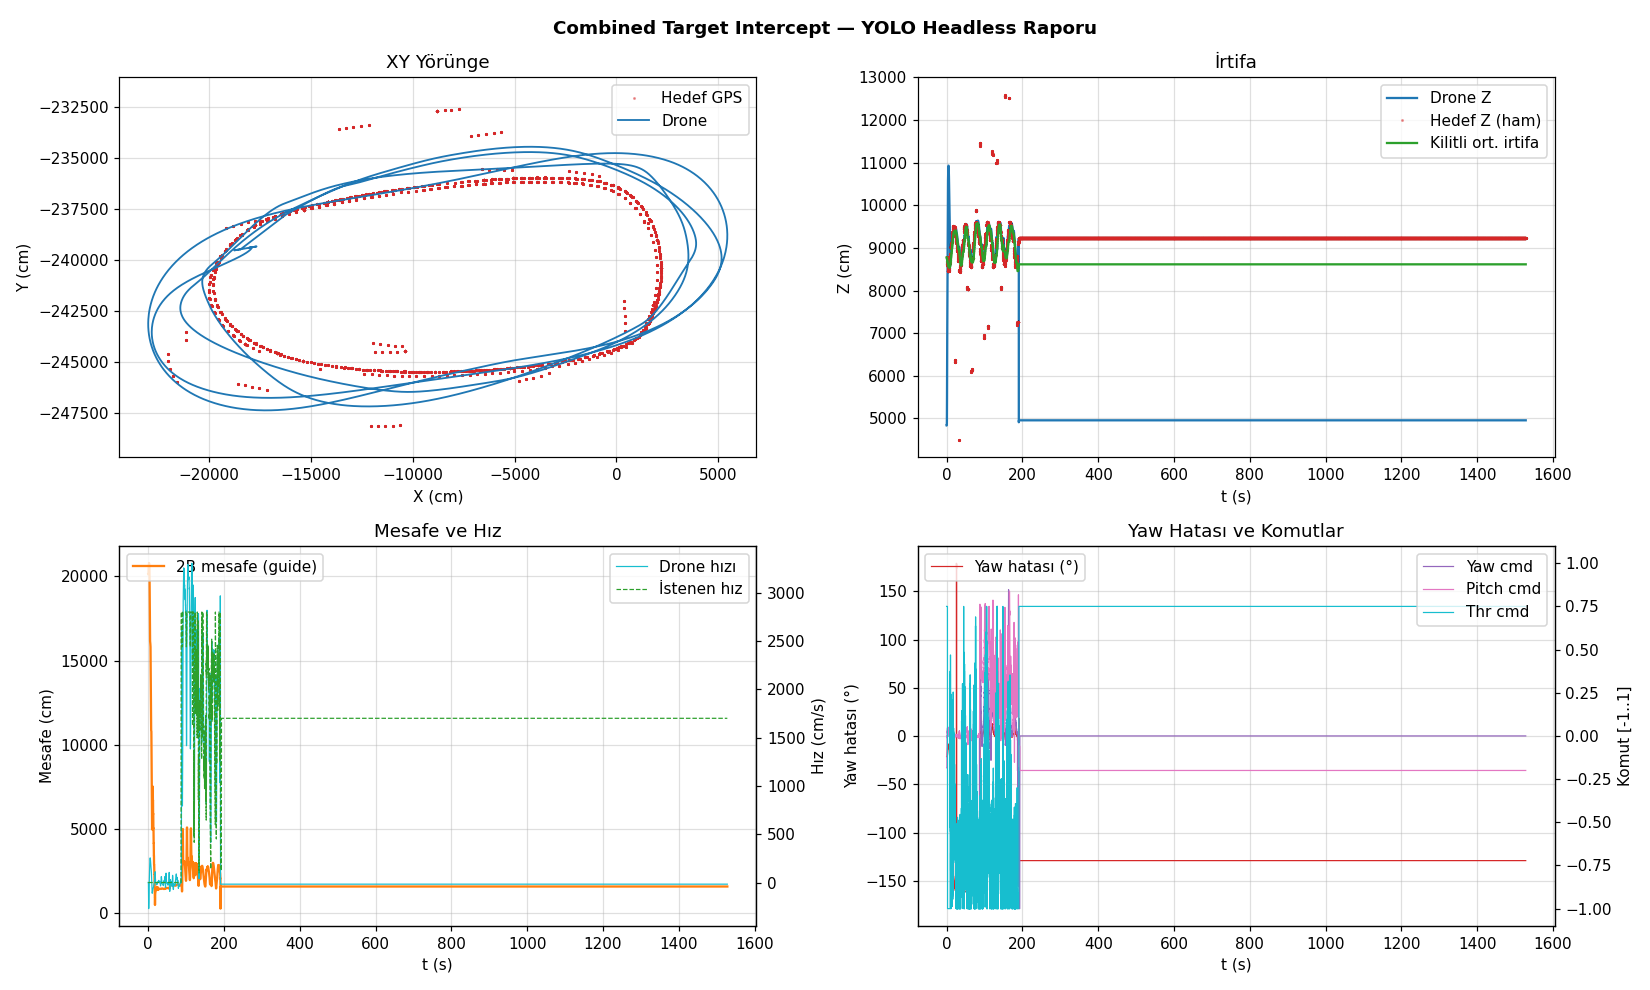 Combined Target Intercept — YOLO Headless Raporu
XY Yörünge
Hedef GPS
Drone
−232500
−235000
−237500
−240000
−242500
−245000
−247500
Y (cm)
−20000 −15000 −10000 −5000 0 5000
X (cm)
İrtifa
Drone Z
Hedef Z (ham)
Kilitli ort. irtifa
13000
12000
11000
10000
9000
8000
7000
6000
5000
Z (cm)
0 200 400 600 800 1000 1200 1400 1600
t (s)
Mesafe ve Hız
2B mesafe (guide)
Drone hızı
İstenen hız
20000
15000
10000
5000
0
Mesafe (cm)
3000
2500
2000
1500
1000
500
0
Hız (cm/s)
0 200 400 600 800 1000 1200 1400 1600
t (s)
Yaw Hatası ve Komutlar
Yaw hatası (°)
Yaw cmd
Pitch cmd
Thr cmd
150
100
50
0
−50
−100
−150
Yaw hatası (°)
1.00
0.75
0.50
0.25
0.00
−0.25
−0.50
−0.75
−1.00
Komut [-1..1]
0 200 400 600 800 1000 1200 1400 1600
t (s)